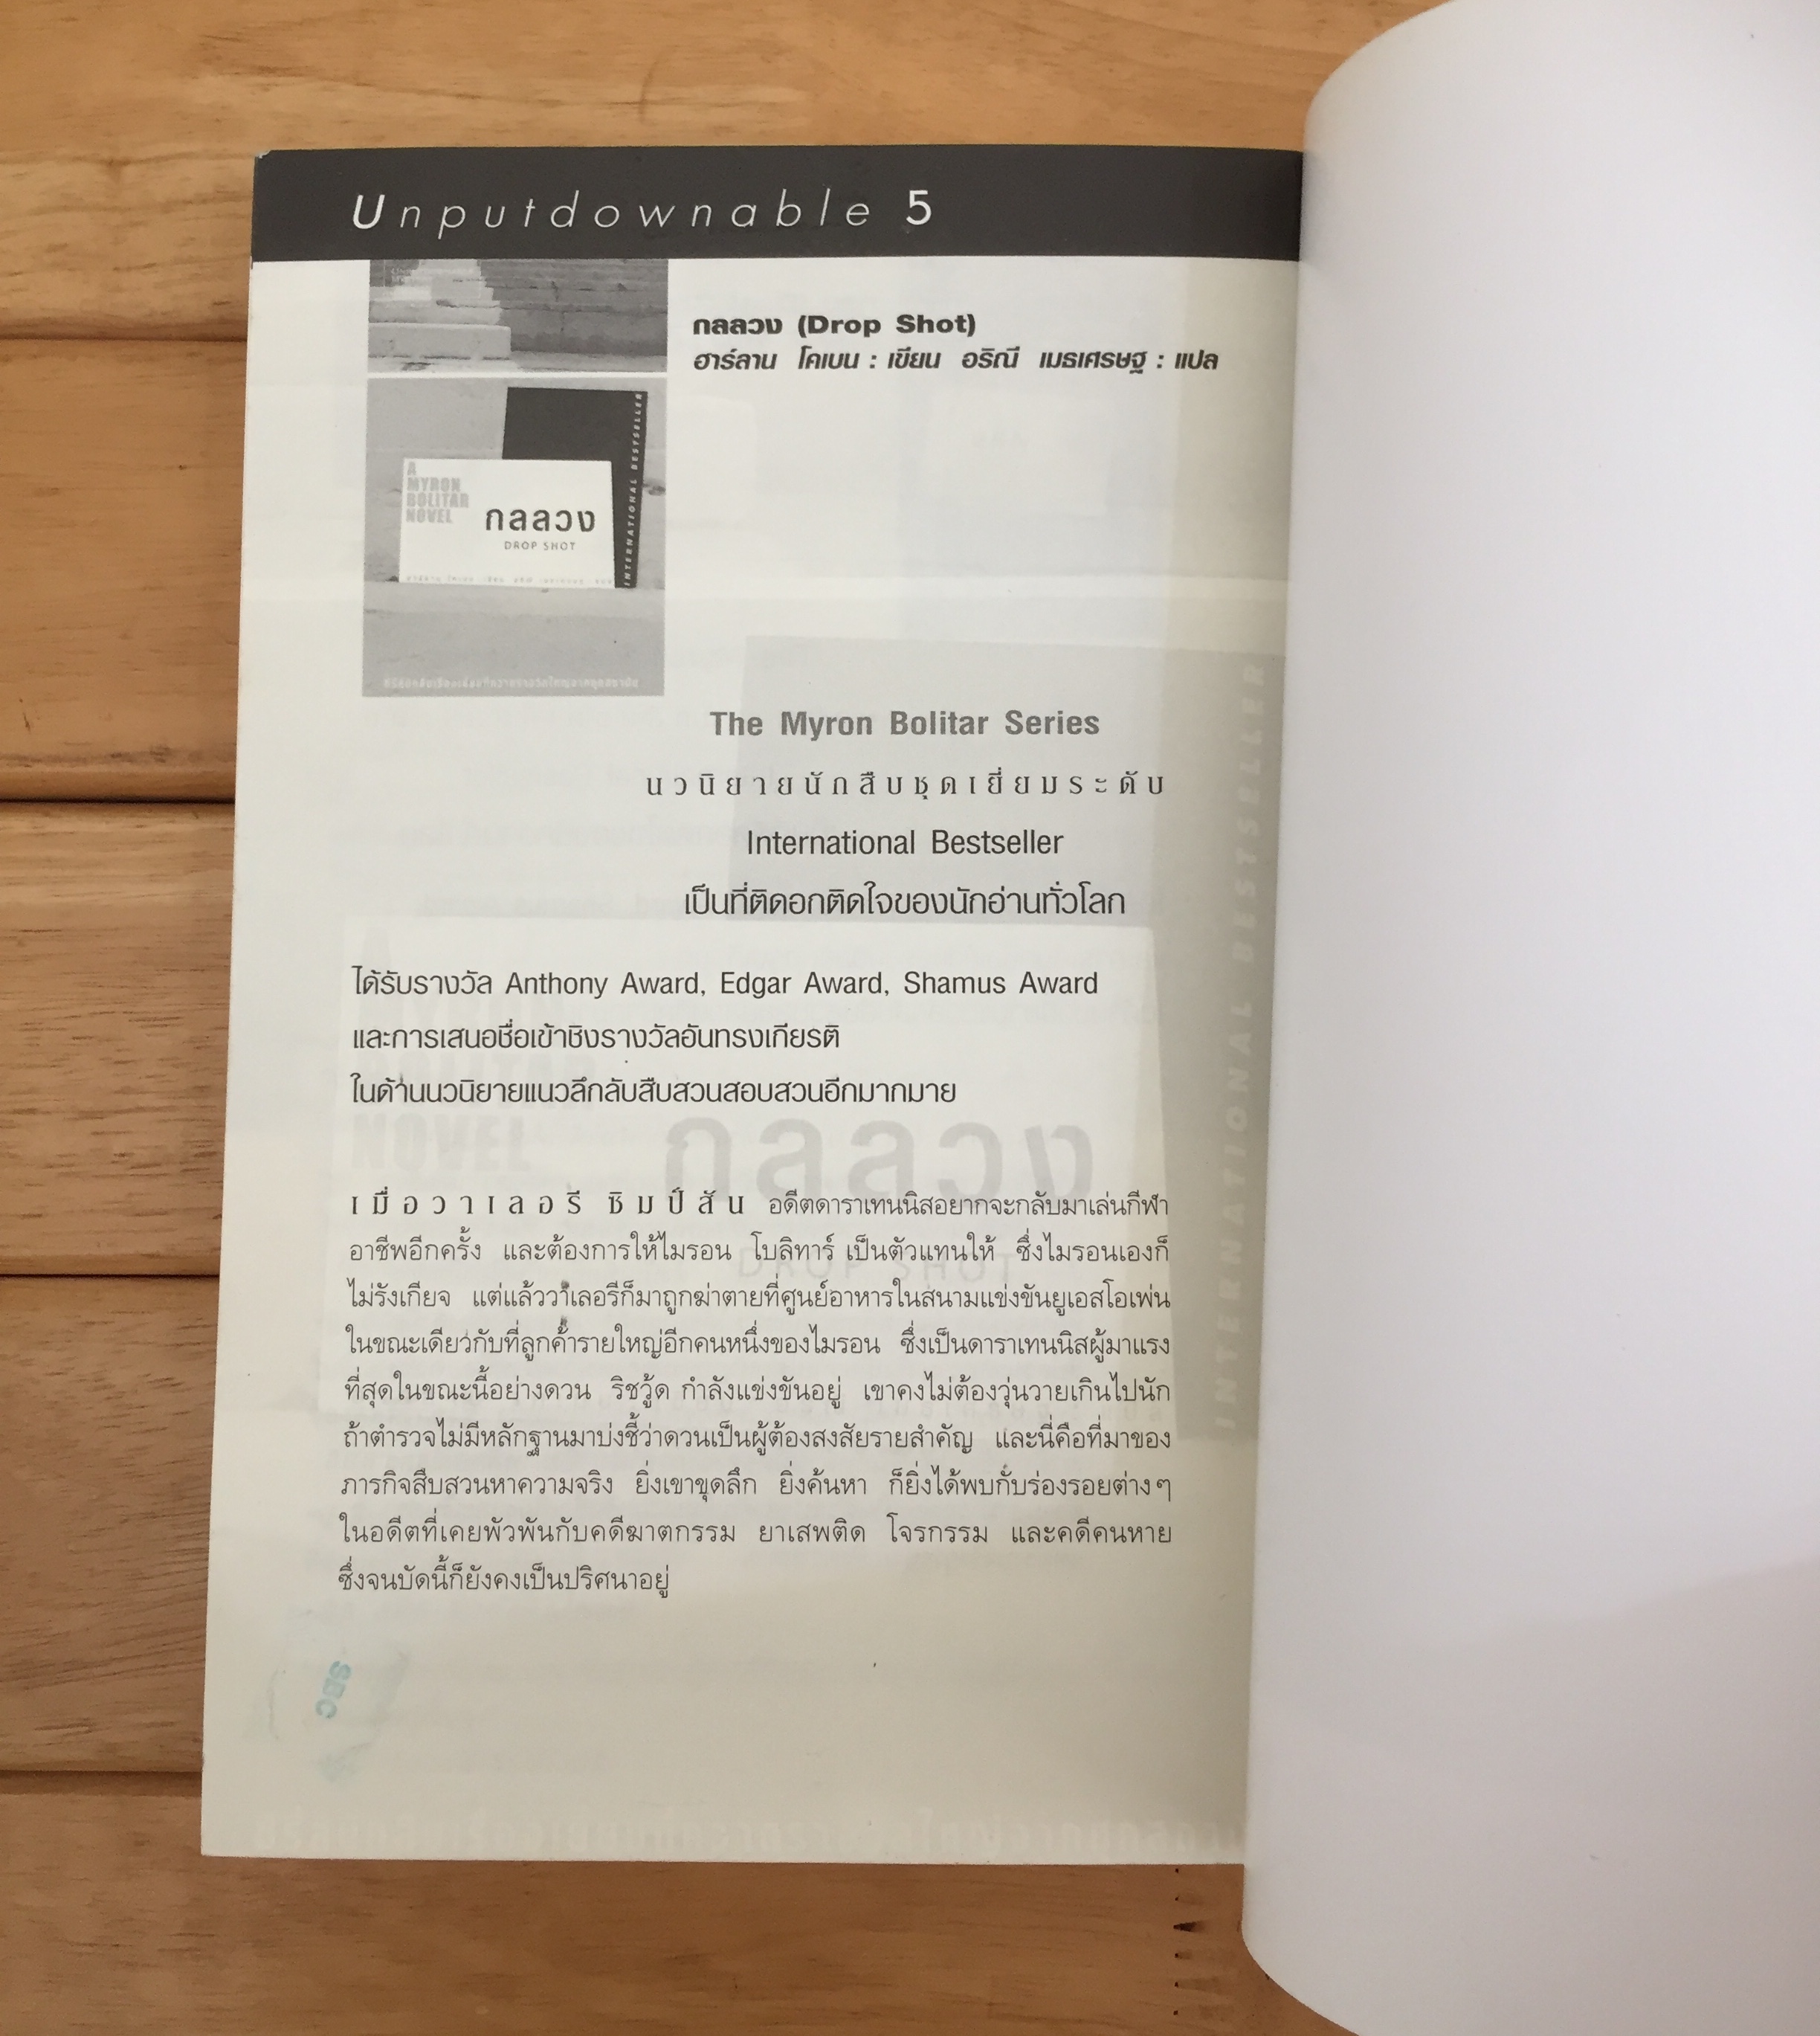 Unputdownable 5
กลลวง (Drop Shot)
ฮาร์ลาน โคเบน : เขียน อริณี เมธเศรษฐ : แปล
A
MYRON
BOLITAR
NOVEL
กลลวง
DROP SHOT
INTERNATIONAL BESTSELLER
The Myron Bolitar Series
นวนิยายนักสืบชุดเยี่ยมระดับ
International Bestseller
เป็นที่ติดอกติดใจของนักอ่านทั่วโลก
ได้รับรางวัล Anthony Award, Edgar Award, Shamus Award
และการเสนอชื่อเข้าชิงรางวัลอันทรงเกียรติ
ในด้านนวนิยายแนวลึกลับสืบสวนสอบสวนอีกมากมาย
เมื่อวาเลอรี ซิมป์สัน อดีตดาราเทนนิสอยากจะกลับมาเล่นกีฬา
อาชีพอีกครั้ง และต้องการให้ไมรอน โบลิทาร์ เป็นตัวแทนให้ ซึ่งไมรอนเองก็
ไม่รังเกียจ แต่แล้ววาเลอรีก็มาถูกฆ่าตายที่ศูนย์อาหารในสนามแข่งขันยูเอสโอเพ่น
ในขณะเดียวกับที่ลูกค้ารายใหญ่อีกคนหนึ่งของไมรอน ซึ่งเป็นดาราเทนนิสผู้มาแรง
ที่สุดในขณะนี้อย่างดวน ริชวู้ด กำลังแข่งขันอยู่ เขาคงไม่ต้องวุ่นวายเกินไปนัก
ถ้าตำรวจไม่มีหลักฐานมาบ่งชี้ว่าดวนเป็นผู้ต้องสงสัยรายสำคัญ และนี่คือที่มาของ
ภารกิจสืบสวนหาความจริง ยิ่งเขาขุดลึก ยิ่งค้นหา ก็ยิ่งได้พบกับร่องรอยต่างๆ
ในอดีตที่เคยพัวพันกับคดีฆาตกรรม ยาเสพติด โจรกรรม และคดีคนหาย
ซึ่งจนบัดนี้ก็ยังคงเป็นปริศนาอยู่
NOVEL
กลลวง
DROP SHOT
INTERNATIONAL BESTSELLER